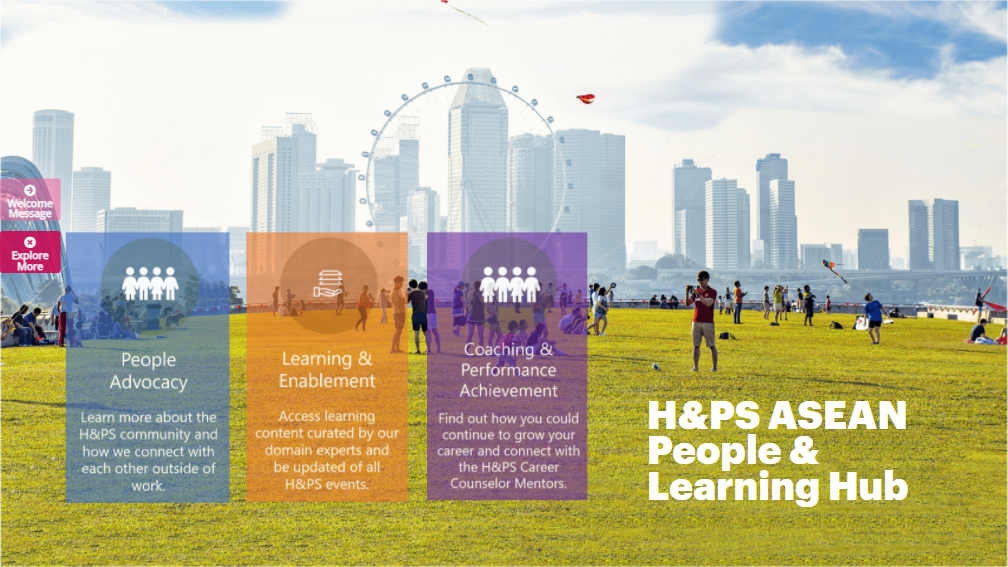 Welcome
Message
Explore
More
People
Advocacy
Learn more about the
H&PS community and
how we connect with
each other outside of
work.
Learning &
Enablement
Access learning
content curated by our
domain experts and
be updated of all
H&PS events.
Coaching &
Performance
Achievement
Find out how you could
continue to grow your
career and connect with
the H&PS Career
Counselor Mentors.
H&PS ASEAN
People &
Learning Hub